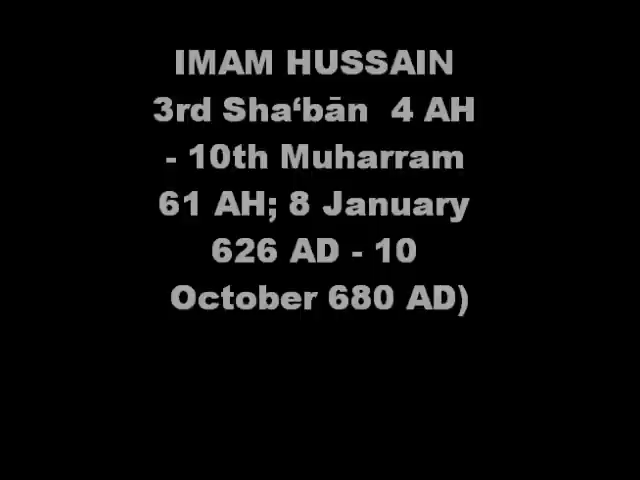 IMAM HUSSAIN
3rd Sha‘bān  4 AH
- 10th Muharram
61 AH; 8 January
626 AD - 10
October 680 AD)